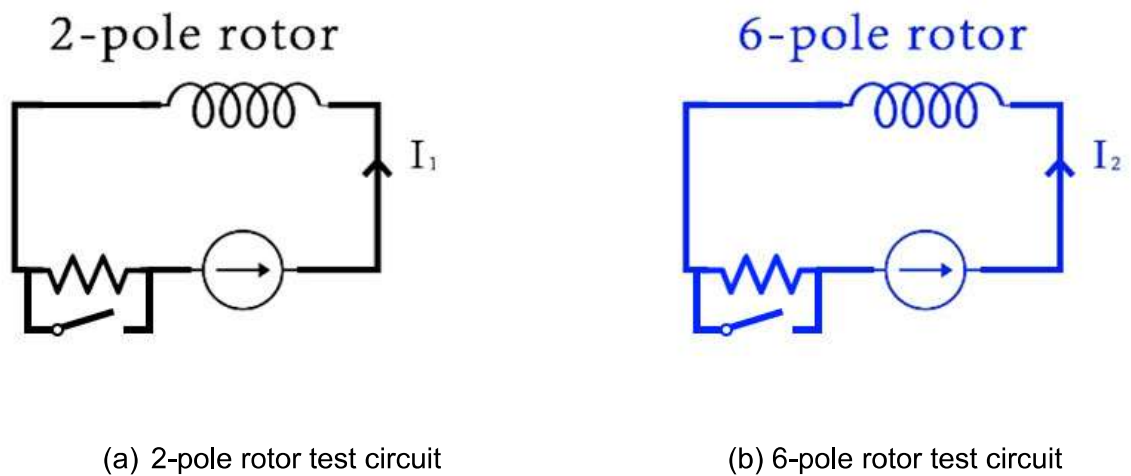 2-pole rotor
6-pole rotor
I₁
I₂
(a) 2-pole rotor test circuit
(b) 6-pole rotor test circuit